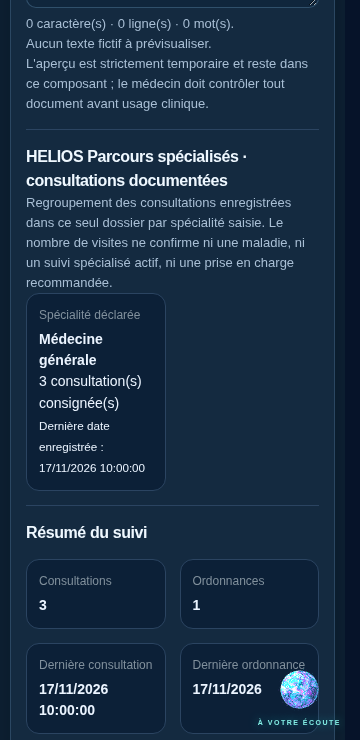 0 caractère(s) · 0 ligne(s) · 0 mot(s).
Aucun texte fictif à prévisualiser.
L'aperçu est strictement temporaire et reste dans
ce composant ; le médecin doit contrôler tout
document avant usage clinique.
HELIOS Parcours spécialisés ·
consultations documentées
Regroupement des consultations enregistrées
dans ce seul dossier par spécialité saisie. Le
nombre de visites ne confirme ni une maladie, ni
un suivi spécialisé actif, ni une prise en charge
recommandée.
Spécialité déclarée
Médecine
générale
3 consultation(s)
consignée(s)
Dernière date
enregistrée :
17/11/2026 10:00:00
Résumé du suivi
Consultations
3
Ordonnances
1
Dernière consultation
17/11/2026
10:00:00
Dernière ordonnance
17/11/2026
À VOTRE ÉCOUTE